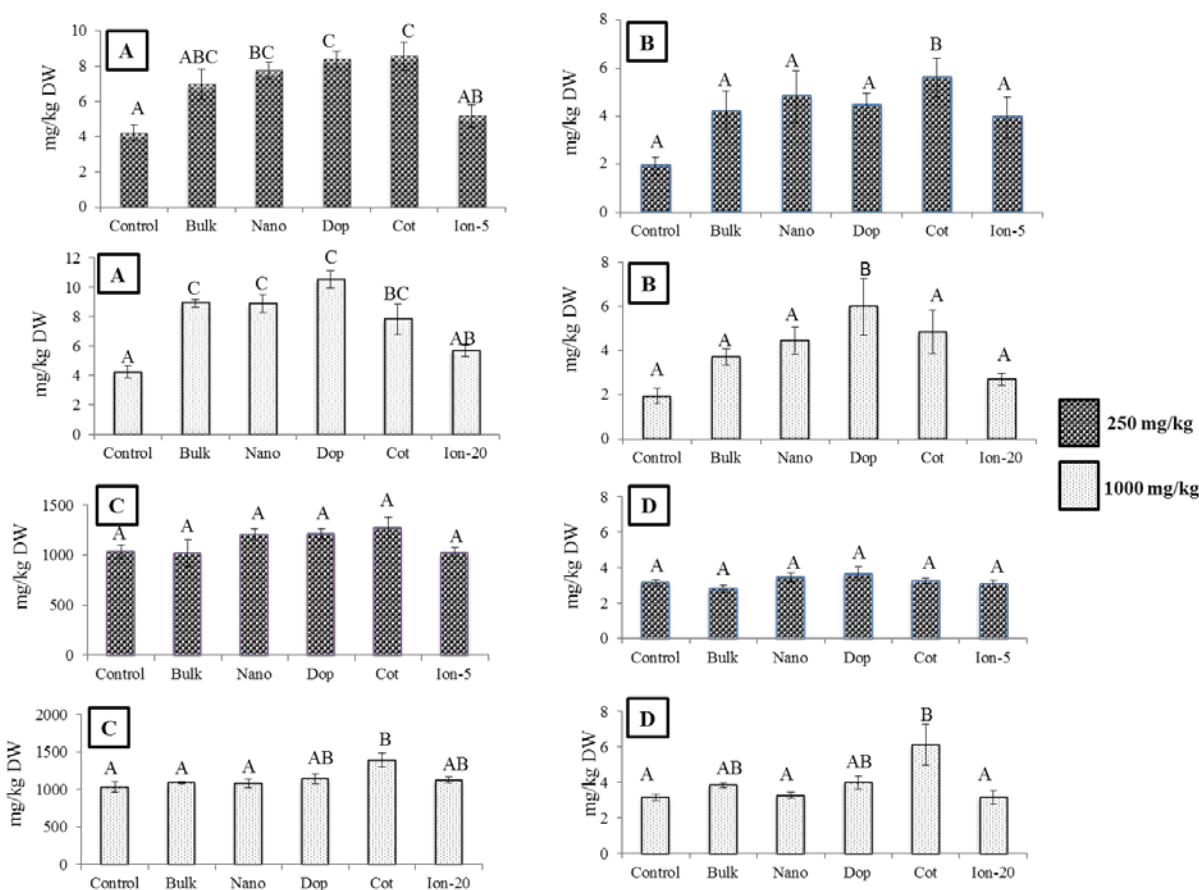 A
mg/kg DW
10
8
6
4
2
0
A
ABC
BC
C
C
AB
Control Bulk Nano Dop Cot Ion-5
B
mg/kg DW
8
6
4
2
0
A
A
A
A
B
A
Control Bulk Nano Dop Cot Ion-5
A
mg/kg DW
12
10
8
6
4
2
0
A
C
C
C
BC
AB
Control Bulk Nano Dop Cot Ion-20
B
mg/kg DW
8
6
4
2
0
A
A
A
B
A
A
Control Bulk Nano Dop Cot Ion-20
250 mg/kg
1000 mg/kg
C
mg/kg DW
1500
1000
500
0
A
A
A
A
A
A
Control Bulk Nano Dop Cot Ion-5
D
mg/kg DW
8
6
4
2
0
A
A
A
A
A
A
Control Bulk Nano Dop Cot Ion-5
C
mg/kg DW
2000
1500
1000
500
0
A
A
A
AB
B
AB
Control Bulk Nano Dop Cot Ion-20
D
mg/kg DW
8
6
4
2
0
A
AB
A
AB
B
A
Control Bulk Nano Dop Cot Ion-20